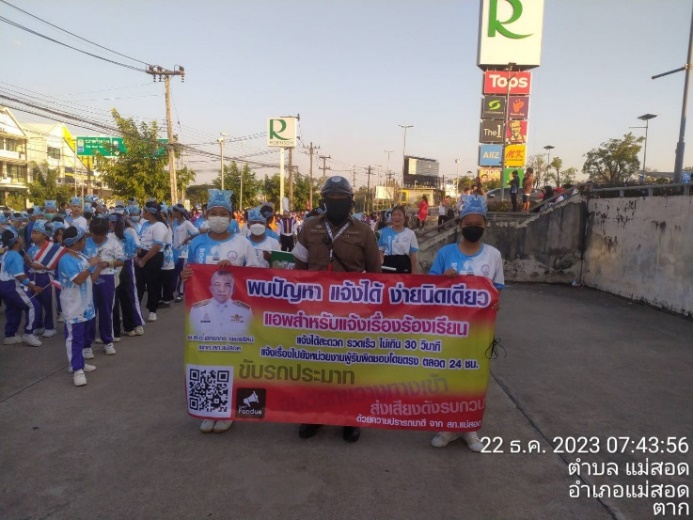 R
Tops
The 1
R
พบปัญหา แจ้งได้ ง่ายนิดเดียว
แอพสำหรับแจ้งเรื่องร้องเรียน
แจ้งได้สะดวก รวดเร็ว ไม่เกิน 30 วินาที
แจ้งเรื่องไปยังหน่วยงานผู้รับผิดชอบโดยตรง ตลอด 24 ชม.
ขับรถประมาท
ส่งเสียงดังรบกวน
ด้วยความปรารถนาดี จาก สภ.แม่สอด
22 ธ.ค. 2023 07:43:56
ตำบล แม่สอด
อำเภอแม่สอด
ตาก